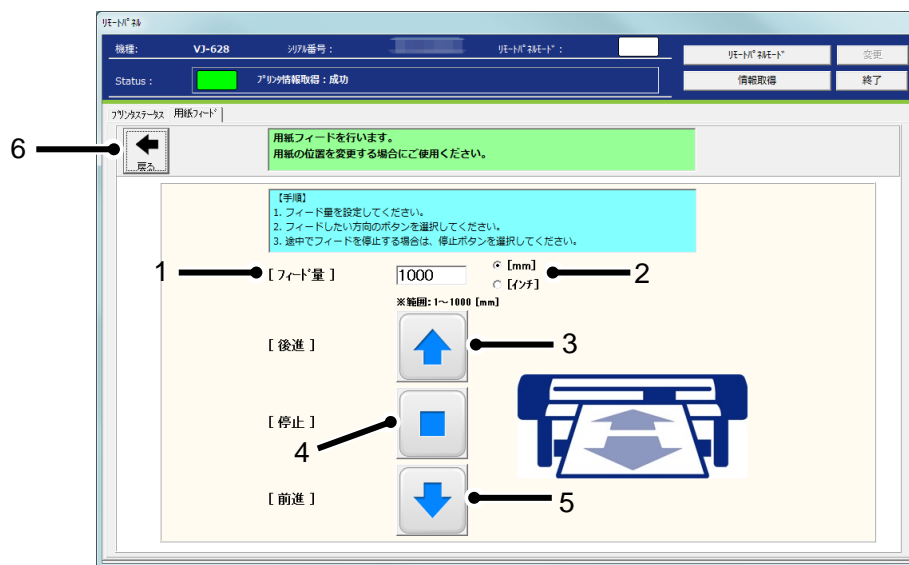 ﾘﾓｰﾄﾊﾟﾈﾙ
機種: VJ-628 ｼﾘｱﾙ番号： ﾘﾓｰﾄﾊﾟﾈﾙﾓｰﾄﾞ： ﾘﾓｰﾄﾊﾟﾈﾙﾓｰﾄﾞ 変更
Status： ﾌﾟﾘﾝﾀ情報取得：成功 情報取得 終了
ﾌﾟﾘﾝﾀｽﾃｰﾀｽ 用紙ﾌｨｰﾄﾞ
6
戻る
用紙フィードを行います。
用紙の位置を変更する場合にご使用ください。
【手順】
1. フィード量を設定してください。
2. フィードしたい方向のボタンを選択してください。
3. 途中でフィードを停止する場合は、停止ボタンを選択してください。
1 [ ﾌｨｰﾄﾞ量 ] 1000 [mm] 2
[ｲﾝﾁ]
※範囲：1～1000 [mm]
[ 後進 ] 3
[ 停止 ]
4
[ 前進 ] 5